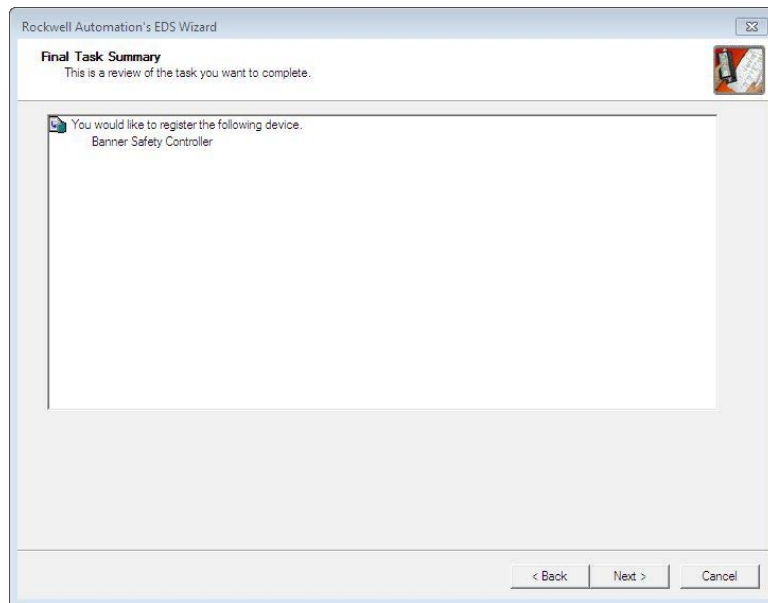 Rockwell Automation's EDS Wizard
Final Task Summary
This is a review of the task you want to complete.
You would like to register the following device.
Banner Safety Controller
< Back Next > Cancel